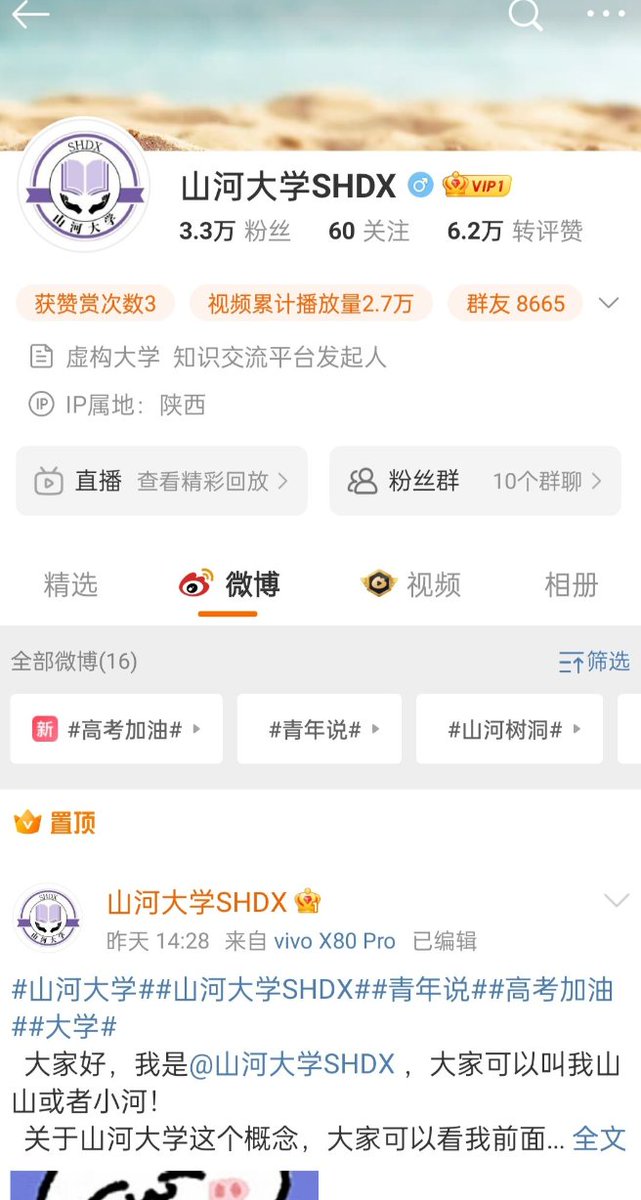 SHDX
山河大学
山河大学SHDX VIP1
3.3万 粉丝 60 关注 6.2万 转评赞
获赞赏次数3 视频累计播放量2.7万 群友 8665
虚构大学 知识交流平台发起人
IP IP属地：陕西
直播 查看精彩回放 粉丝群 10个群聊
精选 微博 视频 相册
全部微博(16) 筛选
新 #高考加油# #青年说# #山河树洞#
置顶
SHDX
山河大学
山河大学SHDX
昨天 14:28 来自 vivo X80 Pro 已编辑
#山河大学##山河大学SHDX##青年说##高考加油
##大学#
大家好，我是@山河大学SHDX ，大家可以叫我山
山或者小河！
关于山河大学这个概念，大家可以看我前面... 全文